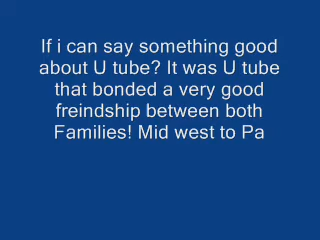 If i can say something good
about U tube? It was U tube
that bonded a very good
freindship between both
Families! Mid west to Pa